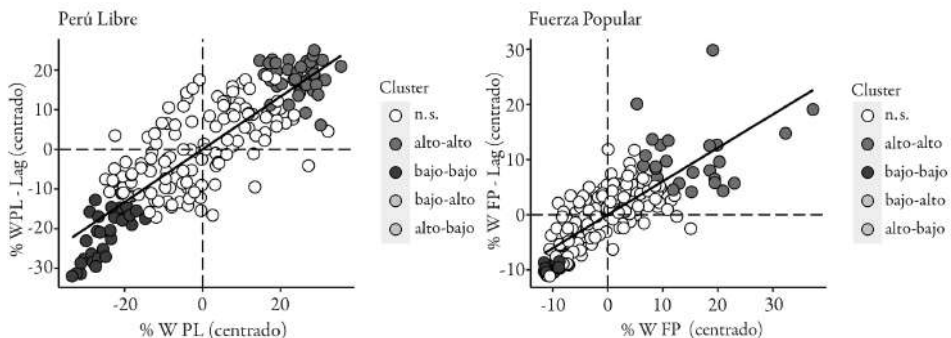 Perú Libre
% WPL - Lag (centrado)
20
10
0
-10
-20
-30
-20
0
20
% W PL (centrado)
Cluster
n. s.
alto-alto
bajo-bajo
bajo-alto
alto-bajo
Fuerza Popular
% W FP - Lag (centrado)
30
20
10
0
-10
-10
0
10
20
30
% W FP (centrado)
Cluster
n. s.
alto-alto
bajo-bajo
bajo-alto
alto-bajo